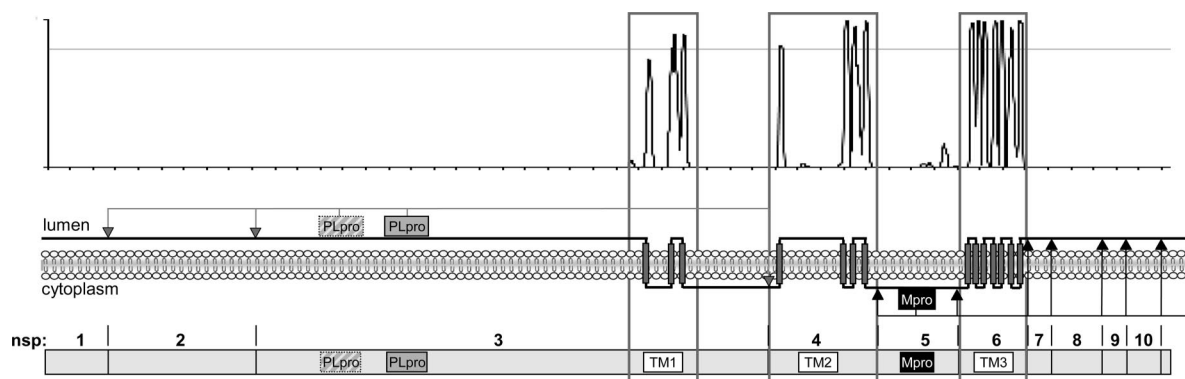 lumen
PLpro PLpro
cytoplasm
Mpro
nsp: 1 2 3 4 5 6 7 8 9 10
PLpro PLpro TM1 TM2 Mpro TM3